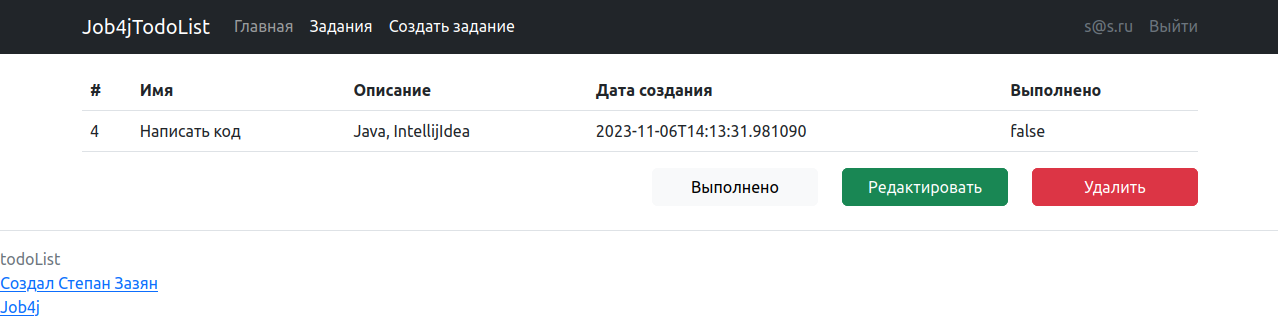 Job4jTodoList Главная Задания Создать задание s@s.ru Выйти
# Имя Описание Дата создания Выполнено
4 Написать код Java, IntellijIdea 2023-11-06T14:13:31.981090 false
Выполнено Редактировать Удалить
todoList
Создал Степан Зазян
Job4j